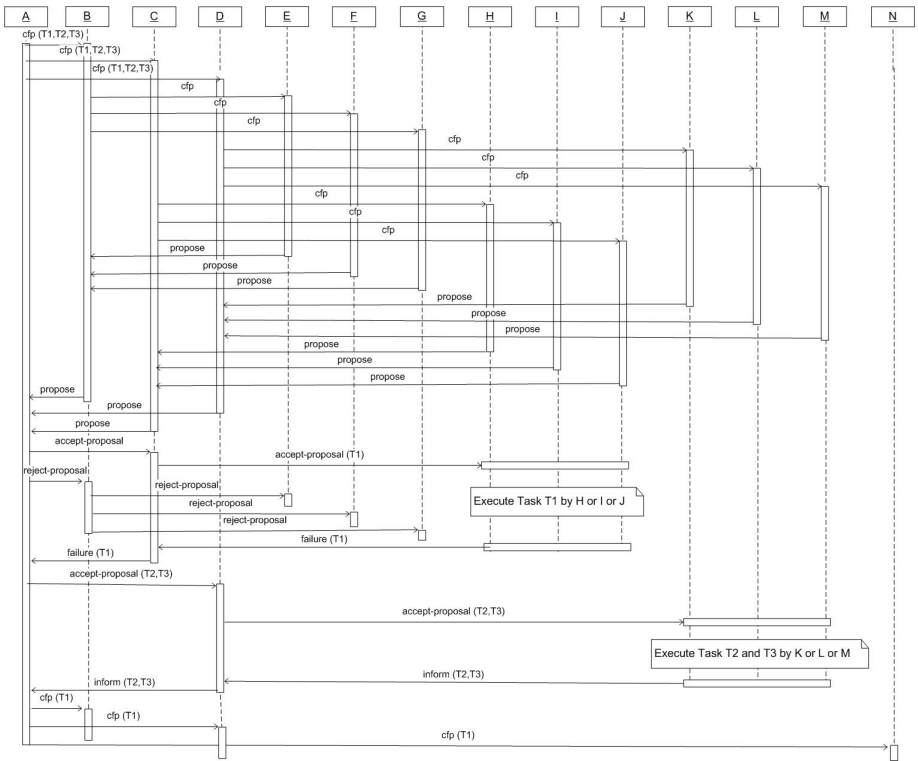 A B C D E F G H I J K L M N
cfp (T1,T2,T3)
cfp (T1,T2,T3)
cfp (T1,T2,T3)
cfp
cfp
cfp
cfp
cfp
cfp
cfp
cfp
cfp
propose
propose
propose
propose
propose
propose
propose
propose
propose
propose
propose
propose
accept-proposal
accept-proposal (T1)
reject-proposal
reject-proposal
Execute Task T1 by H or I or J
reject-proposal
reject-proposal
failure (T1)
failure (T1)
accept-proposal (T2,T3)
accept-proposal (T2,T3)
Execute Task T2 and T3 by K or L or M
inform (T2,T3)
inform (T2,T3)
cfp (T1)
cfp (T1)
cfp (T1)